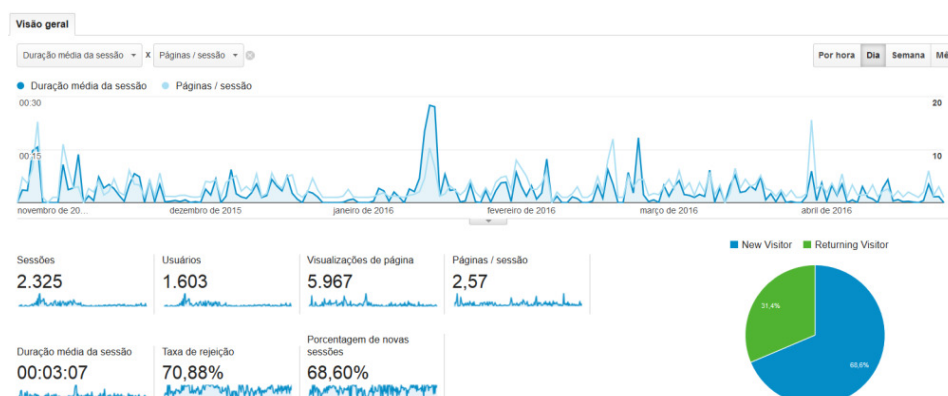 Visão geral
Duração média da sessão x Páginas / sessão
Por hora Dia Semana Mê
Duração média da sessão Páginas / sessão
00:30 20
00:15 10
novembro de 20... dezembro de 2015 janeiro de 2016 fevereiro de 2016 março de 2016 abril de 2016
New Visitor Returning Visitor
Sessões Usuários Visualizações de página Páginas / sessão
2.325 1.603 5.967 2,57
31,4%
68,6%
Duração média da sessão Taxa de rejeição Porcentagem de novas
sessões
00:03:07 70,88% 68,60%